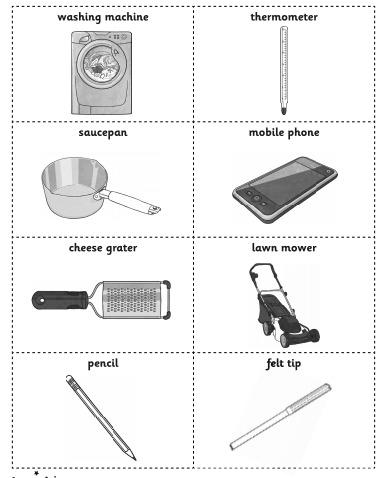 washing machine
thermometer
saucepan
mobile phone
cheese grater
lawn mower
pencil
felt tip